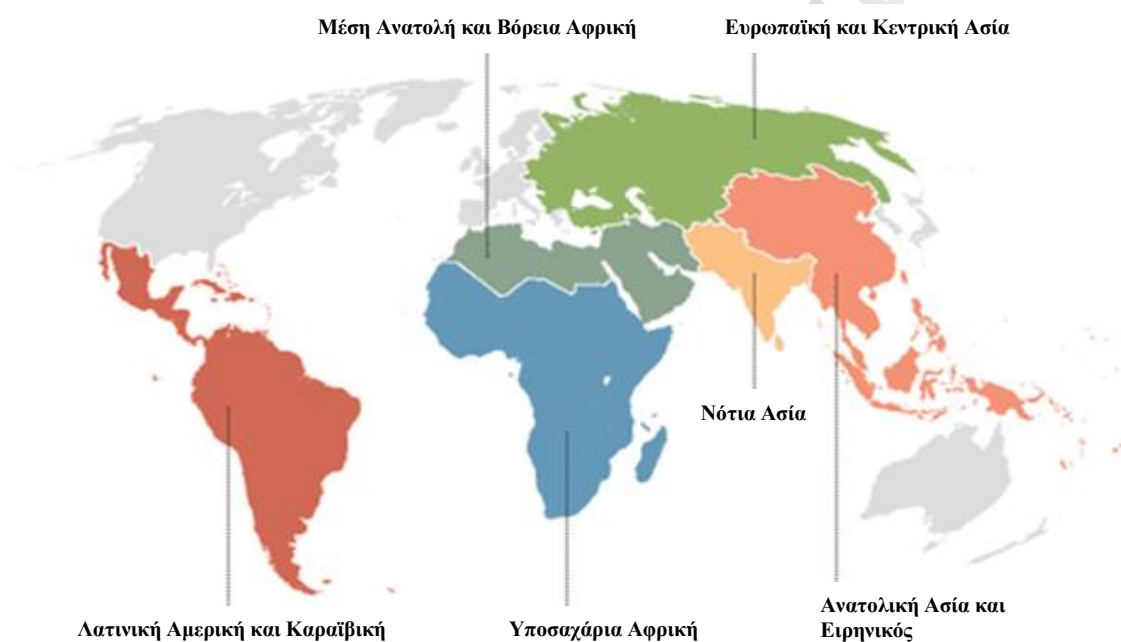 Μέση Ανατολή και Βόρεια Αφρική
Ευρωπαϊκή και Κεντρική Ασία
Νότια Ασία
Λατινική Αμερική και Καραϊβική
Υποσαχάρια Αφρική
Ανατολική Ασία και
Ειρηνικός